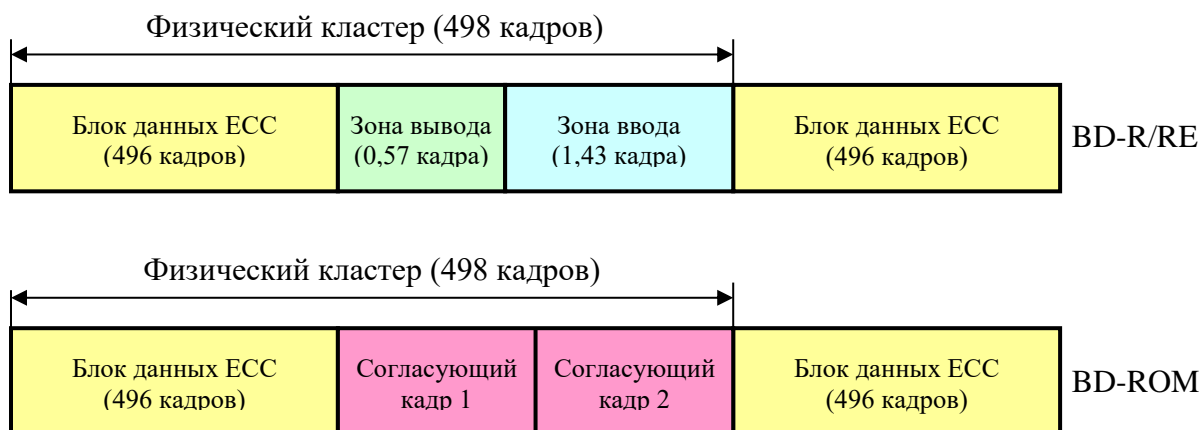 Физический кластер (498 кадров)
Блок данных ECC
(496 кадров)
Зона вывода
(0,57 кадра)
Зона ввода
(1,43 кадра)
Блок данных ECC
(496 кадров)
BD-R/RE
Физический кластер (498 кадров)
Блок данных ECC
(496 кадров)
Согласующий
кадр 1
Согласующий
кадр 2
Блок данных ECC
(496 кадров)
BD-ROM